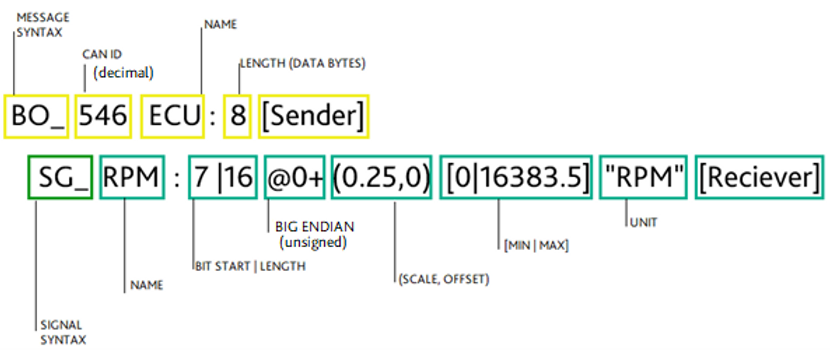 MESSAGE
SYNTAX
NAME
CAN ID
(decimal)
LENGTH (DATA BYTES)
BO_ 546 ECU : 8 [Sender]
SG_ RPM : 7 |16 @0+ (0.25,0) [0|16383.5] "RPM" [Reciever]
BIG ENDIAN
(unsigned)
UNIT
[MIN | MAX]
BIT START | LENGTH
(SCALE, OFFSET)
NAME
SIGNAL
SYNTAX